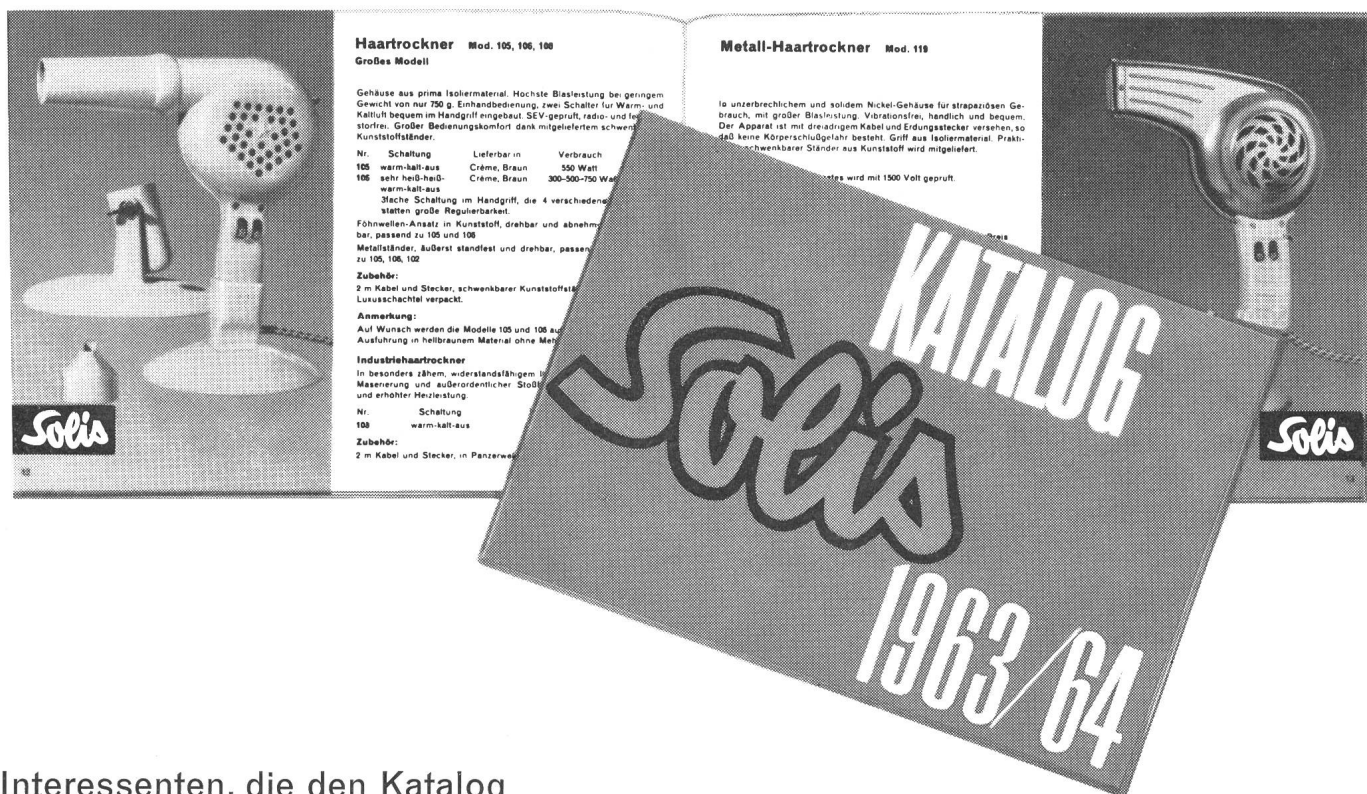 Haartrockner Mod. 105, 106, 108
Großes Modell
Gehäuse aus prima Isoliermaterial. Höchste Blasleistung bei geringem
Gewicht von nur 750 g. Einhandbedienung, zwei Schalter für Warm- und
Kaltluft bequem im Handgriff eingebaut. SEV-geprüft, radio- und
störfrei. Großer Bedienungskomfort dank mitgeliefertem
Kunststoffständer.
Nr. Schaltung Lieferbar in Verbrauch
105 warm-kalt-aus Crème, Braun 550 Watt
106 sehr heiß-heiß- Crème, Braun 300-500-750
warm-kalt-aus
3fache Schaltung im Handgriff, die 4
statten große Regulierbarkeit.
Föhnwellen-Ansatz in Kunststoff, drehbar und
bar, passend zu 105 und 106
Metallständer, äußerst standfest und drehbar,
zu 105, 106, 102
Zubehör:
2 m Kabel und Stecker, schwenkbarer
Luxusschachtel verpackt.
Anmerkung:
Auf Wunsch werden die Modelle 105 und 106
Ausführung in hellbraunem Material ohne
Industriehaartrockner
In besonders zähem, widerstandsfähigem
Maserierung und außerordentlicher
und erhöhter Heizleistung.
Nr. Schaltung
108 warm-kalt-aus
Zubehör:
2 m Kabel und Stecker, in
Solis
12
Metall-Haartrockner Mod. 119
In unzerbrechlichem und solidem Nickel-Gehäuse für strapaziösen Ge-
brauch, mit großer Blasleistung. Vibrationsfrei, handlich und bequem.
Der Apparat ist mit dreiadrigem Kabel und Erdungsstecker versehen, so
daß keine Körperschlußgefahr besteht. Griff aus Isoliermaterial. Prakti-
schwenkbarer Ständer aus Kunststoff wird mitgeliefert.
wird mit 1500 Volt geprüft.
Preis
Solis
13
KATALOG
Solis
1963/64
Interessenten, die den Katalog